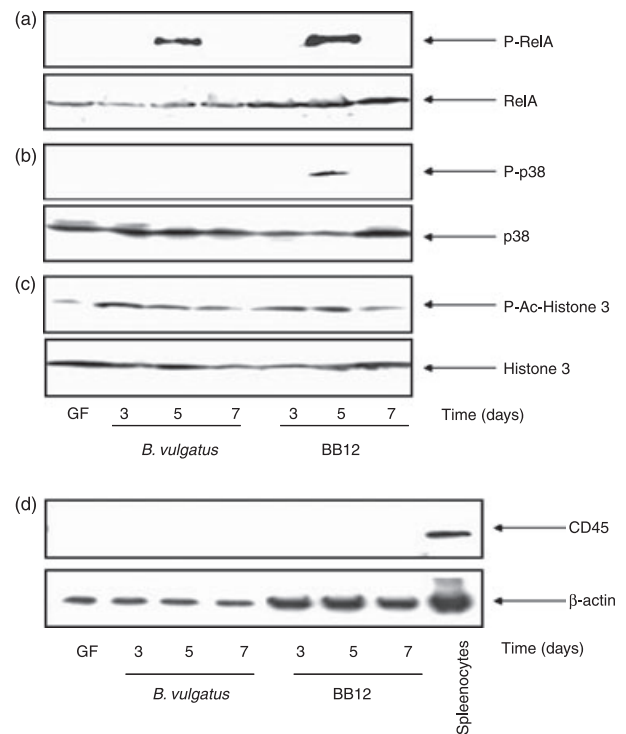 (a)
P-RelA
RelA
(b)
P-p38
p38
(c)
P-Ac-Histone 3
Histone 3
GF 3 5 7 3 5 7 Time (days)
B. vulgatus BB12
(d)
CD45
β-actin
GF 3 5 7 3 5 7 Spleenocytes Time (days)
B. vulgatus BB12